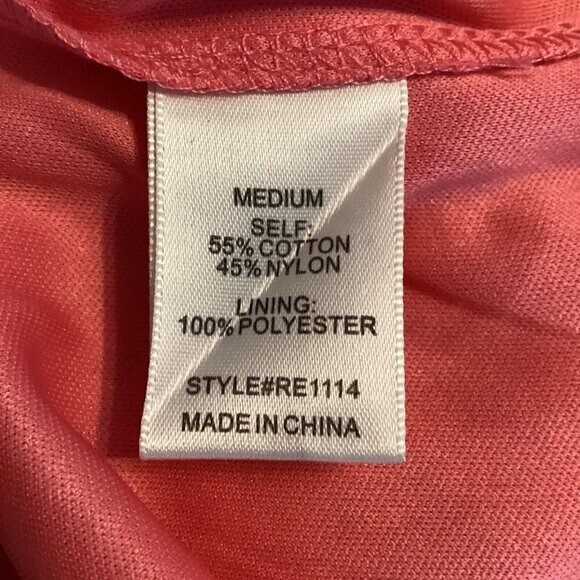 MEDIUM
SELF:
55% COTTON
45% NYLON
LINING:
100% POLYESTER
STYLE#RE1114
MADE IN CHINA